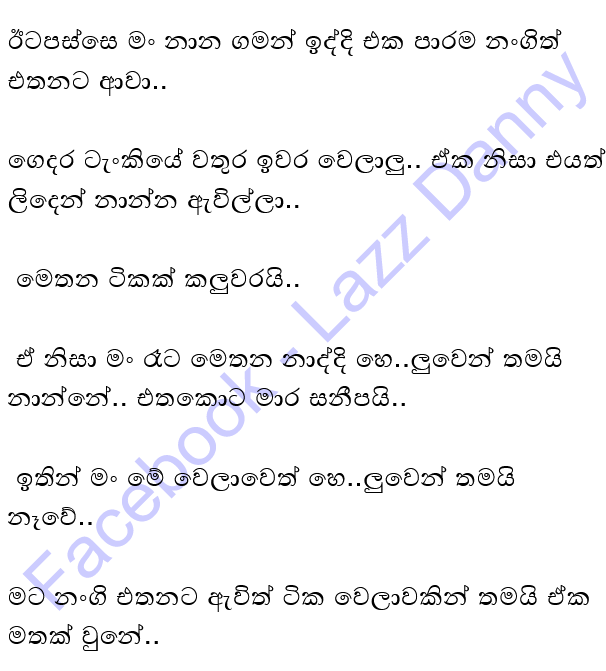 ඊටපස්සෙ මං නාන ගමන් ඉද්දි එක පාරම නංගිත්
එතනට ආවා..
ගෙදර ටැංකියේ වතුර ඉවර වෙලාලු.. ඒක නිසා එයත්
ලිදෙන් නාන්න ඇවිල්ලා..
මෙතන ටිකක් කලුවරයි..
ඒ නිසා මං රෑට මෙතන නාද්දි හෙ..ලුවෙන් තමයි
නාන්නේ.. එතකොට මාර සනීපයි..
ඉතින් මං මේ වෙලාවෙත් හෙ..ලුවෙන් තමයි
නෑවේ..
මට නංගි එතනට ඇවිත් ටික වෙලාවකින් තමයි ඒක
මතක් වුනේ..
Facebook - Lazz Danny